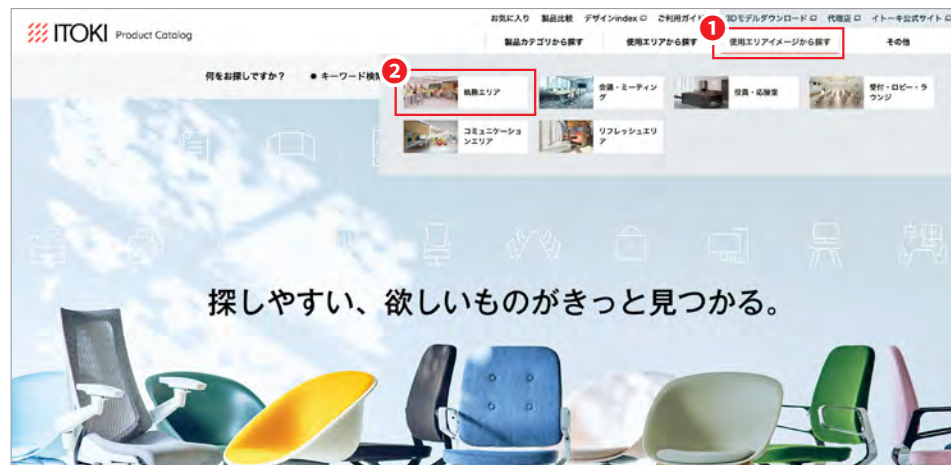 お気に入り 製品比較 デザインindex ご利用ガイド 3Dモデルダウンロード 代理店 イトーキ公式サイト
ITOKI Product Catalog
1
製品カテゴリから探す 使用エリアから探す 使用エリアイメージから探す その他
何をお探しですか? ● キーワード検
2
執務エリア
会議・ミーティン
グ
役員・応接室
受付・ロビー・ラ
ウンジ
コミュニケーショ
ンエリア
リフレッシュエリ
ア
探しやすい、欲しいものがきっと見つかる。